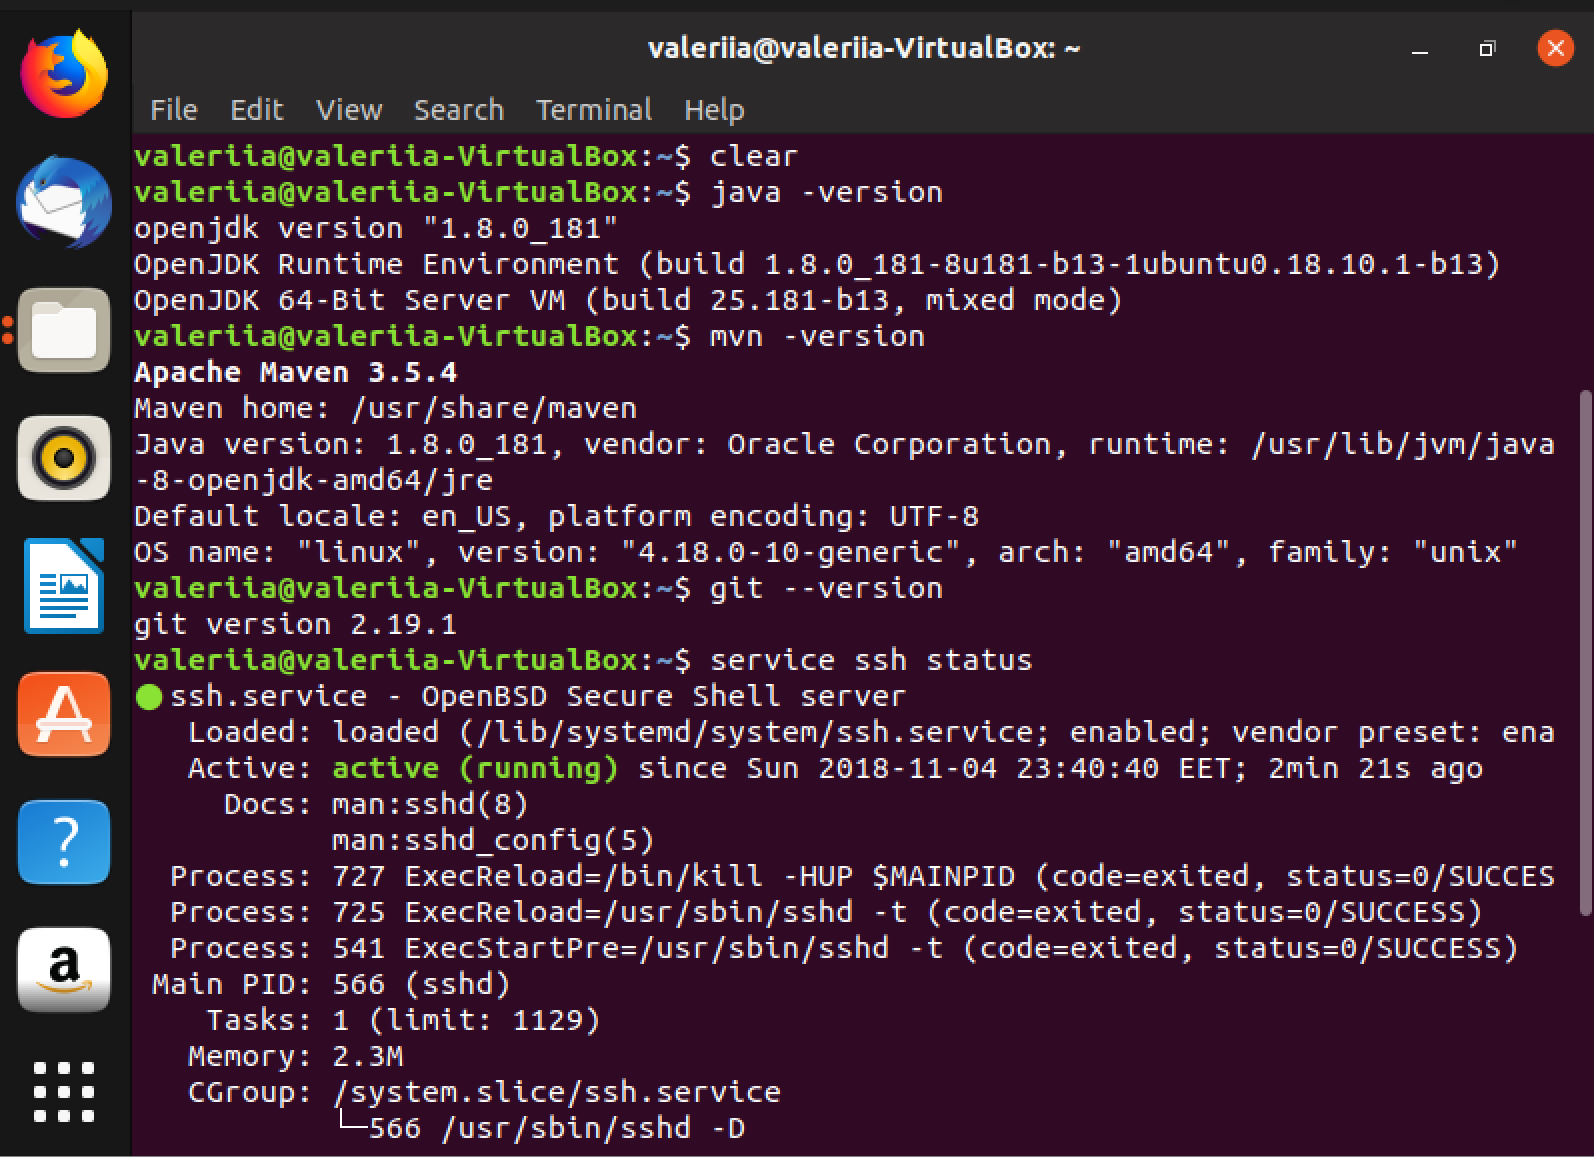 valeriia@valeriia-VirtualBox: ~
File Edit View Search Terminal Help
valeriia@valeriia-VirtualBox:~$ clear
valeriia@valeriia-VirtualBox:~$ java -version
openjdk version "1.8.0_181"
OpenJDK Runtime Environment (build 1.8.0_181-8u181-b13-1ubuntu0.18.10.1-b13)
OpenJDK 64-Bit Server VM (build 25.181-b13, mixed mode)
valeriia@valeriia-VirtualBox:~$ mvn -version
Apache Maven 3.5.4
Maven home: /usr/share/maven
Java version: 1.8.0_181, vendor: Oracle Corporation, runtime: /usr/lib/jvm/java
-8-openjdk-amd64/jre
Default locale: en_US, platform encoding: UTF-8
OS name: "linux", version: "4.18.0-10-generic", arch: "amd64", family: "unix"
valeriia@valeriia-VirtualBox:~$ git --version
git version 2.19.1
valeriia@valeriia-VirtualBox:~$ service ssh status
● ssh.service - OpenBSD Secure Shell server
   Loaded: loaded (/lib/systemd/system/ssh.service; enabled; vendor preset: ena
   Active: active (running) since Sun 2018-11-04 23:40:40 EET; 2min 21s ago
     Docs: man:sshd(8)
           man:sshd_config(5)
  Process: 727 ExecReload=/bin/kill -HUP $MAINPID (code=exited, status=0/SUCCES
  Process: 725 ExecReload=/usr/sbin/sshd -t (code=exited, status=0/SUCCESS)
  Process: 541 ExecStartPre=/usr/sbin/sshd -t (code=exited, status=0/SUCCESS)
 Main PID: 566 (sshd)
    Tasks: 1 (limit: 1129)
   Memory: 2.3M
   CGroup: /system.slice/ssh.service
           └─566 /usr/sbin/sshd -D